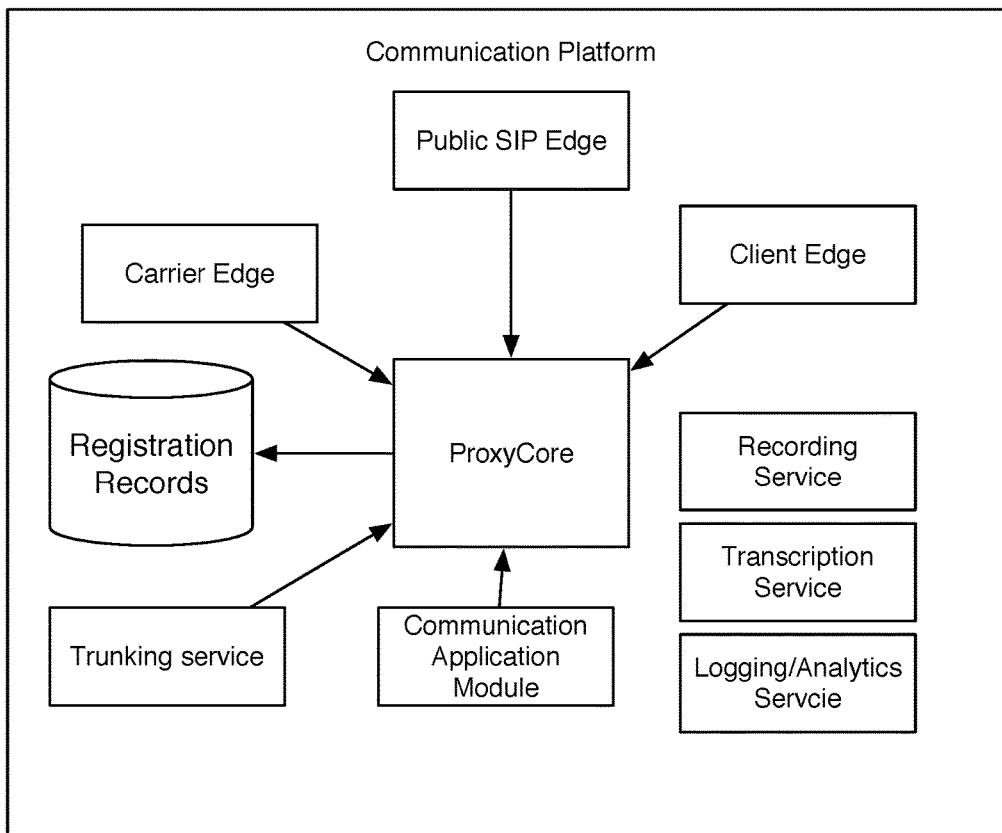 Communication Platform
Public SIP Edge
Carrier Edge
Client Edge
Registration
Records
ProxyCore
Recording
Service
Transcription
Service
Trunking service
Communication
Application
Module
Logging/Analytics
Servcie